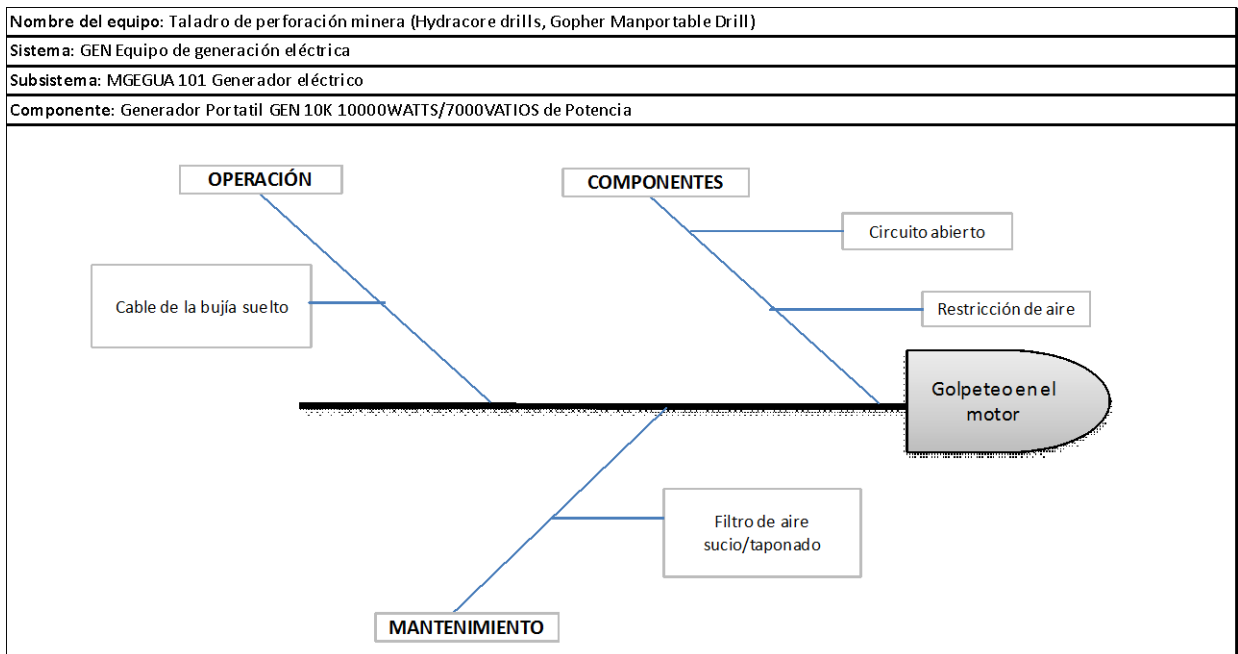 Nombre del equipo: Taladro de perforación minera (Hydracore drills, Gopher Manportable Drill)
Sistema: GEN Equipo de generación eléctrica
Subsistema: MGEGUA 101 Generador eléctrico
Componente: Generador Portatil GEN 10K 10000WATTS/7000VATIOS de Potencia
OPERACIÓN
COMPONENTES
Circuito abierto
Cable de la bujía suelto
Restricción de aire
Golpeteo en el
motor
Filtro de aire
sucio/taponado
MANTENIMIENTO